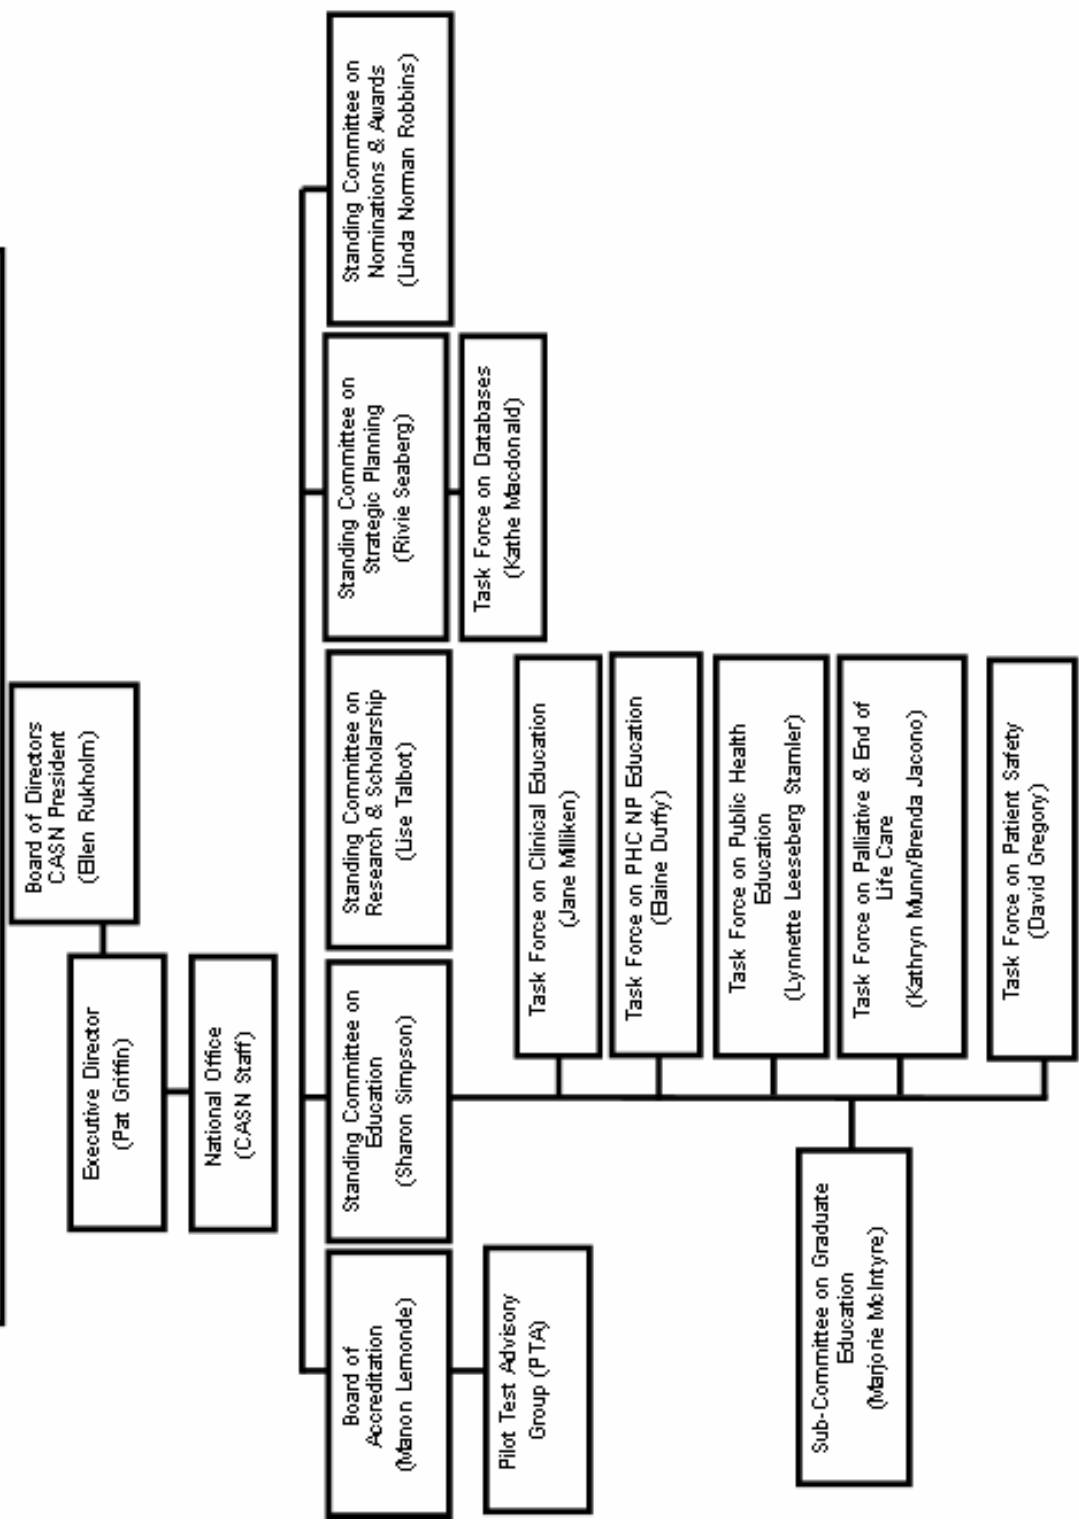 Board of Directors
CASN President
(Ellen Rukholm)
Executive Director
(Pat Griffin)
National Office
(CASN Staff)
Board of
Accreditation
(Manon Lemonde)
Standing Committee on
Education
(Sharon Simpson)
Standing Committee on
Research & Scholarship
(Lise Talbot)
Standing Committee on
Strategic Planning
(Rivie Seaberg)
Standing Committee on
Nominations & Awards
(Linda Norman Robbins)
Pilot Test Advisory
Group (PTA)
Task Force on Databases
(Kathe Macdonald)
Task Force on Clinical Education
(Jane Milliken)
Task Force on PHC NP Education
(Elaine Duffy)
Task Force on Public Health
Education
(Lynnette Leeseberg Stamler)
Sub-Committee on Graduate
Education
(Marjorie McIntyre)
Task Force on Palliative & End of
Life Care
(Kathryn Munn/Brenda Jacono)
Task Force on Patient Safety
(David Gregory)